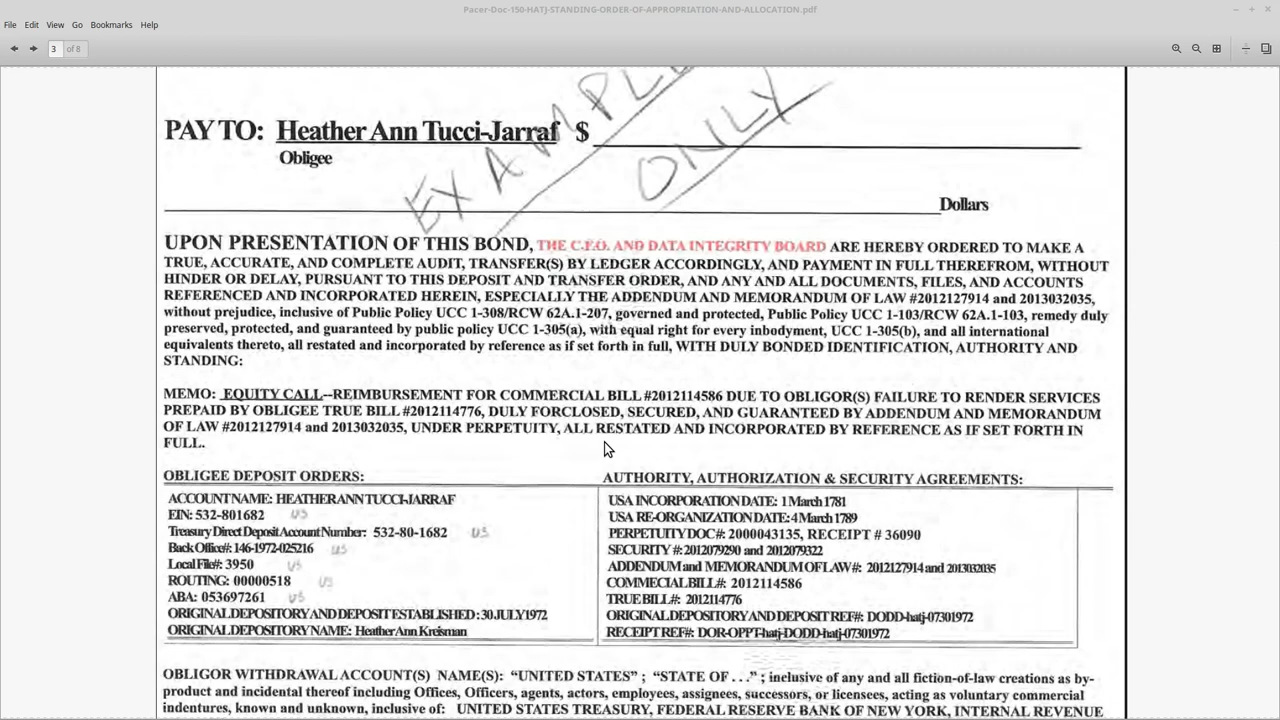 Pacer-Doc-150-HATJ-STANDING-ORDER-OF-APPROPRIATION-AND-ALLOCATION.pdf
File Edit View Go Bookmarks Help
3 of 8
EXAMPLE
ONLY
PAY TO: Heather Ann Tucci-Jarraf $
Obligee
Dollars
UPON PRESENTATION OF THIS BOND, THE C.F.O. AND DATA INTEGRITY BOARD ARE HEREBY ORDERED TO MAKE A
TRUE, ACCURATE, AND COMPLETE AUDIT, TRANSFER(S) BY LEDGER ACCORDINGLY, AND PAYMENT IN FULL THEREFROM, WITHOUT
HINDER OR DELAY, PURSUANT TO THIS DEPOSIT AND TRANSFER ORDER, AND ANY AND ALL DOCUMENTS, FILES, AND ACCOUNTS
REFERENCED AND INCORPORATED HEREIN, ESPECIALLY THE ADDENDUM AND MEMORANDUM OF LAW #2012127914 and 2013032035,
without prejudice, inclusive of Public Policy UCC 1-308/RCW 62A.1-207, governed and protected, Public Policy UCC 1-103/RCW 62A.1-103, remedy duly
preserved, protected, and guaranteed by public policy UCC 1-305(a), with equal right for every inbodyment, UCC 1-305(b), and all international
equivalents thereto, all restated and incorporated by reference as if set forth in full, WITH DULY BONDED IDENTIFICATION, AUTHORITY AND
STANDING:
MEMO: EQUITY CALL--REIMBURSEMENT FOR COMMERCIAL BILL #2012114586 DUE TO OBLIGOR(S) FAILURE TO RENDER SERVICES
PREPAID BY OBLIGEE TRUE BILL #2012114776, DULY FORCLOSED, SECURED, AND GUARANTEED BY ADDENDUM AND MEMORANDUM
OF LAW #2012127914 and 2013032035, UNDER PERPETUITY, ALL RESTATED AND INCORPORATED BY REFERENCE AS IF SET FORTH IN
FULL.
OBLIGEE DEPOSIT ORDERS:
ACCOUNT NAME: HEATHER ANN TUCCI-JARRAF
EIN: 532-801682 US
Treasury Direct Deposit Account Number: 532-80-1682 US
Back Office#: 146-1972-025216 US
Local File#: 3950 US
ROUTING: 00000518 US
ABA: 053697261 US
ORIGINAL DEPOSITORY AND DEPOSIT ESTABLISHED: 30 JULY 1972
ORIGINAL DEPOSITORY NAME: Heather Ann Kreisman
AUTHORITY, AUTHORIZATION & SECURITY AGREEMENTS:
USA INCORPORATION DATE: 1 March 1781
USA RE-ORGANIZATION DATE: 4 March 1789
PERPETUITY DOC#: 2000043135, RECEIPT # 36090
SECURITY #: 2012079290 and 2012079322
ADDENDUM and MEMORANDUM OF LAW#: 2012127914 and 2013032035
COMMECIAL BILL#: 2012114586
TRUE BILL#: 2012114776
ORIGINAL DEPOSITORY AND DEPOSIT REF#: DODD-hatj-07301972
RECEIPT REF#: DOR-OPPT-hatj-DODD-hatj-07301972
OBLIGOR WITHDRAWAL ACCOUNT(S) NAME(S): “UNITED STATES” ; “STATE OF . . .” ; inclusive of any and all fiction-of-law creations as by-
product and incidental thereof including Offices, Officers, agents, actors, employees, assignees, successors, or licensees, acting as voluntary commercial
indentures, known and unknown, inclusive of: UNITED STATES TREASURY, FEDERAL RESERVE BANK OF NEW YORK, INTERNAL REVENUE